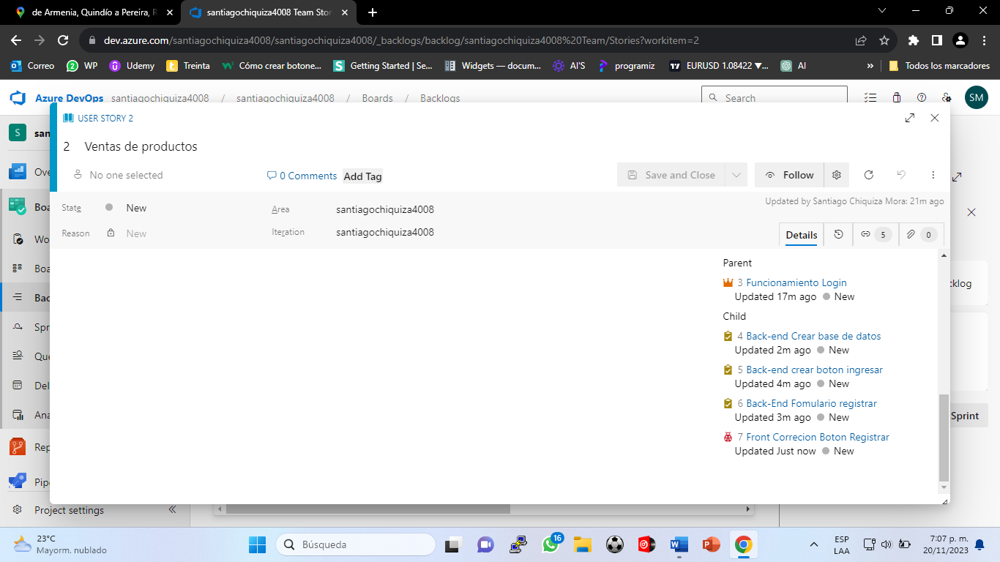 de Armenia, Quindío a Pereira, R
santiagochiquiza4008 Team Stor
dev.azure.com/santiagochiquiza4008/santiagochiquiza4008/_backlogs/backlog/santiagochiquiza4008%20Team/Stories?workitem=2
Correo
WP
Udemy
Treinta
Cómo crear botone...
Getting Started | Se...
Widgets — docum...
AI'S
programiz
EURUSD 1.08422 ▼...
AI
»
Todos los marcadores
Azure DevOps santiagochiquiza4008 / santiagochiquiza4008 / Boards / Backlogs
Search
SM
S
san
USER STORY 2
2 Ventas de productos
No one selected
0 Comments
Add Tag
Save and Close
Follow
Updated by Santiago Chiquiza Mora: 21m ago
State New
Area santiagochiquiza4008
Reason New
Iteration santiagochiquiza4008
Details
5
0
Ove
Boa
Wo
Boa
Bac
Spr
Que
Del
Ana
Rep
Pipe
Project settings
Parent
3 Funcionamiento Login
Updated 17m ago New
Child
4 Back-end Crear base de datos
Updated 2m ago New
5 Back-end crear boton ingresar
Updated 4m ago New
6 Back-End Fomulario registrar
Updated 3m ago New
7 Front Correcion Boton Registrar
Updated Just now New
cklog
Sprint
23°C
Mayorm. nublado
Búsqueda
16
ESP
LAA
7:07 p. m.
20/11/2023